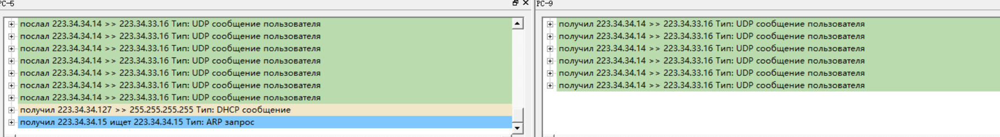 PC-5
послал 223.34.34.14 >> 223.34.33.16 Тип: UDP сообщение пользователя
послал 223.34.34.14 >> 223.34.33.16 Тип: UDP сообщение пользователя
послал 223.34.34.14 >> 223.34.33.16 Тип: UDP сообщение пользователя
послал 223.34.34.14 >> 223.34.33.16 Тип: UDP сообщение пользователя
послал 223.34.34.14 >> 223.34.33.16 Тип: UDP сообщение пользователя
послал 223.34.34.14 >> 223.34.33.16 Тип: UDP сообщение пользователя
послал 223.34.34.14 >> 223.34.33.16 Тип: UDP сообщение пользователя
получил 223.34.34.127 >> 255.255.255.255 Тип: DHCP сообщение
получил 223.34.34.15 ищет 223.34.34.15 Тип: ARP запрос
PC-9
получил 223.34.34.14 >> 223.34.33.16 Тип: UDP сообщение пользователя
получил 223.34.34.14 >> 223.34.33.16 Тип: UDP сообщение пользователя
получил 223.34.34.14 >> 223.34.33.16 Тип: UDP сообщение пользователя
получил 223.34.34.14 >> 223.34.33.16 Тип: UDP сообщение пользователя
получил 223.34.34.14 >> 223.34.33.16 Тип: UDP сообщение пользователя
получил 223.34.34.14 >> 223.34.33.16 Тип: UDP сообщение пользователя